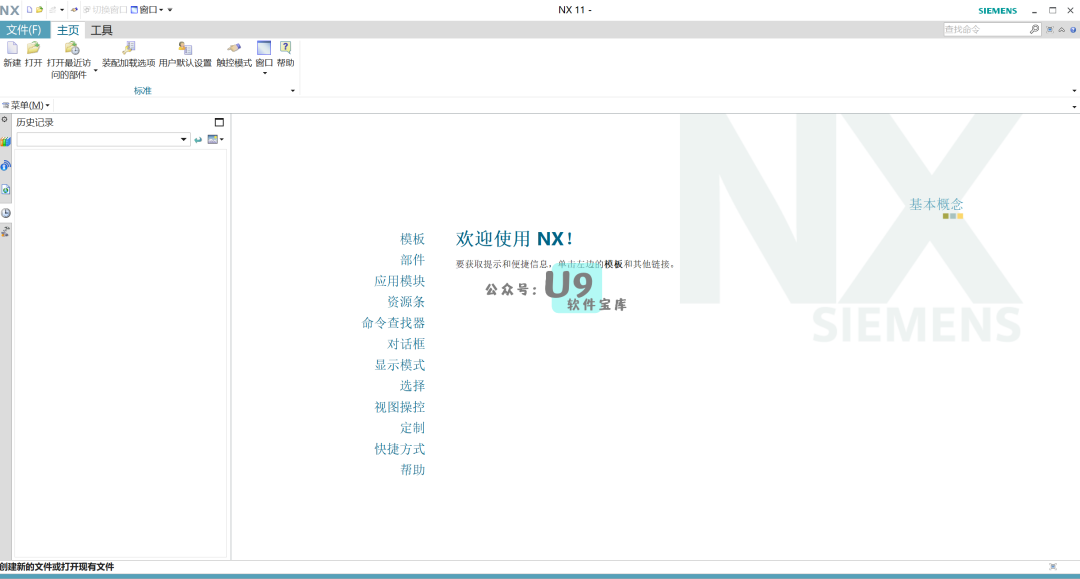 NX 切换窗口 窗口 NX 11 - SIEMENS
文件(F) 主页 工具 查找命令
新建 打开 打开最近访问的部件 装配加载选项 用户默认设置 触控模式 窗口 帮助
标准
菜单(M)
历史记录
NX
SIEMENS
基本概念
模板
部件
应用模块
资源条
命令查找器
对话框
显示模式
选择
视图操控
定制
快捷方式
帮助
欢迎使用 NX!
要获取提示和便捷信息，单击左边的模板和其他链接。
公众号: U9
软件宝库
创建新的文件或打开现有文件